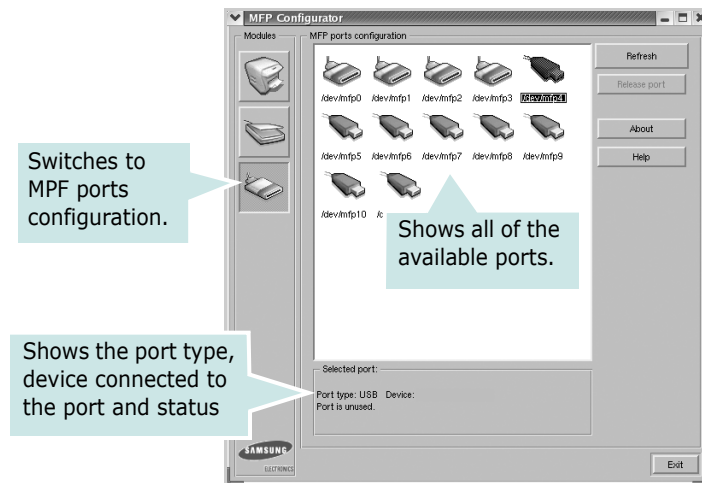 MFP Configurator
Modules
MFP ports configuration
/dev/mfp0 /dev/mfp1 /dev/mfp2 /dev/mfp3 /dev/mfp4
/dev/mfp5 /dev/mfp6 /dev/mfp7 /dev/mfp8 /dev/mfp9
/dev/mfp10
Refresh
Release port
About
Help
Switches to
MPF ports
configuration.
Shows all of the
available ports.
Shows the port type,
device connected to
the port and status
Selected port:
Port type: USB Device:
Port is unused.
SAMSUNG
ELECTRONICS
Exit